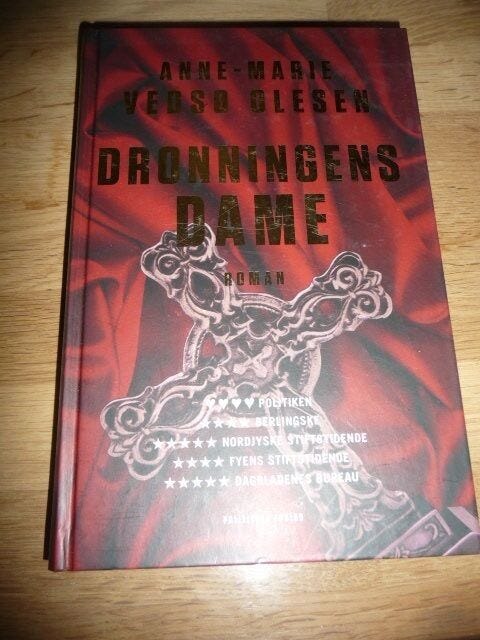 ANNE-MARIE
VEDSØ OLESEN
DRONNINGENS
DAME
ROMAN
♥♥♥♥ POLITIKEN
★★★★ BERLINGSKE
★★★★★ NORDJYSKE STIFTSTIDENDE
★★★★ FYENS STIFTSTIDENDE
★★★★★ DAGBLADENES BUREAU